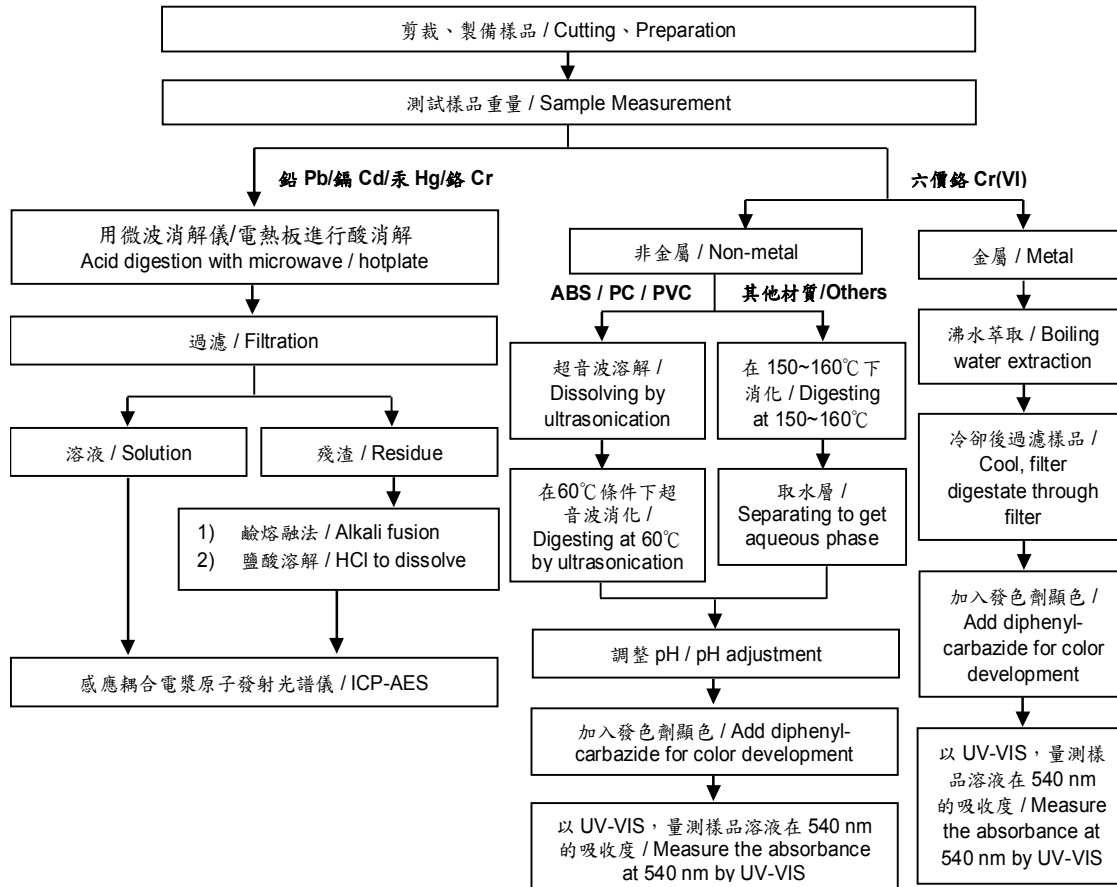 剪裁、製備樣品 / Cutting、Preparation
測試樣品重量 / Sample Measurement
鉛 Pb/鎘 Cd/汞 Hg/鉻 Cr
六價鉻 Cr(VI)
用微波消解儀/電熱板進行酸消解
Acid digestion with microwave / hotplate
非金屬 / Non-metal
金屬 / Metal
ABS / PC / PVC
其他材質/Others
過濾 / Filtration
超音波溶解 /
Dissolving by
ultrasonication
在 150~160℃下
消化 / Digesting
at 150~160℃
沸水萃取 / Boiling
water extraction
溶液 / Solution
殘渣 / Residue
在60℃條件下超
音波消化 /
Digesting at 60℃
by ultrasonication
取水層 /
Separating to get
aqueous phase
冷卻後過濾樣品 /
Cool, filter
digestate through
filter
1) 鹼熔融法 / Alkali fusion
2) 鹽酸溶解 / HCl to dissolve
調整 pH / pH adjustment
加入發色劑顯色 /
Add diphenyl-
carbazide for color
development
感應耦合電漿原子發射光譜儀 / ICP-AES
加入發色劑顯色 / Add diphenyl-
carbazide for color development
以 UV-VIS，量測樣
品溶液在 540 nm
的吸收度 / Measure
the absorbance at
540 nm by UV-VIS
以 UV-VIS，量測樣品溶液在 540 nm
的吸收度 / Measure the absorbance
at 540 nm by UV-VIS